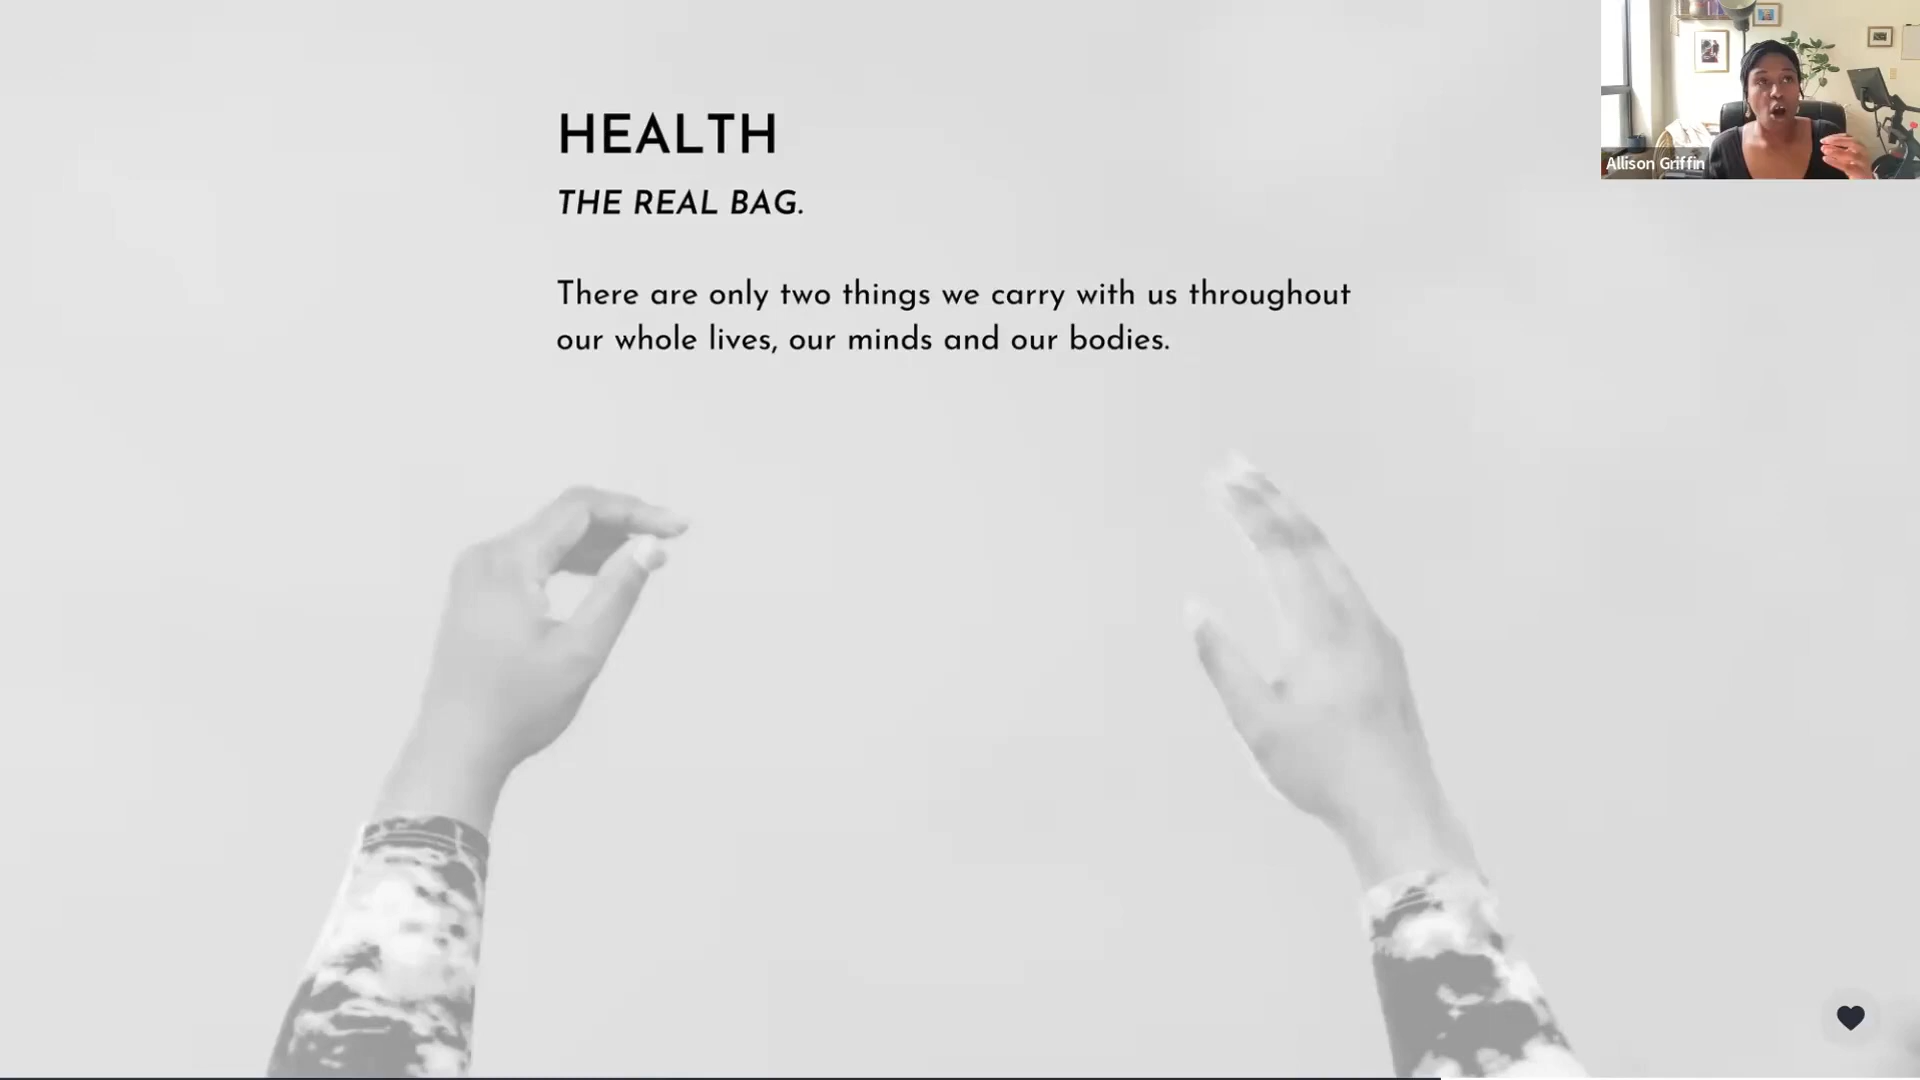 HEALTH
THE REAL BAG.
There are only two things we carry with us throughout
our whole lives, our minds and our bodies.
Allison Griffin